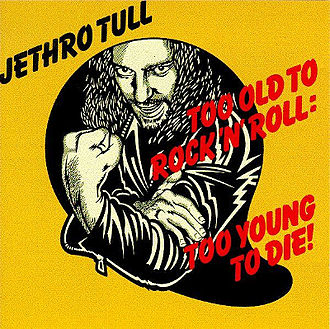 JETHRO TULL
TOO OLD TO
ROCK 'N' ROLL:
TOO YOUNG
TO DIE!